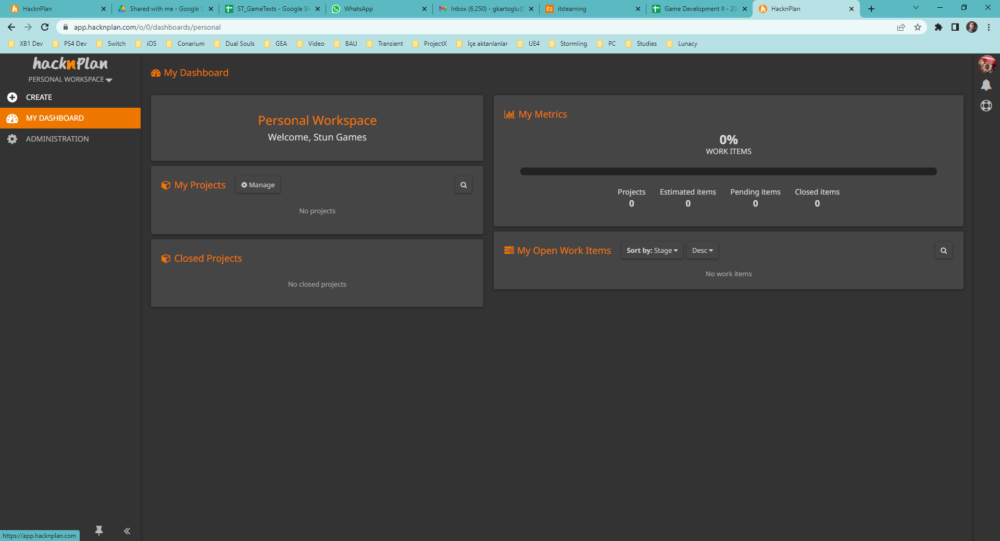 HacknPlan
Shared with me - Google D
ST_GameTexts - Google Sh
WhatsApp
Inbox (6,250) - gkartoglu@
its
itslearning
Game Development II - 20
HacknPlan
app.hacknplan.com/o/0/dashboards/personal
XB1 Dev
PS4 Dev
Switch
iOS
Conarium
Dual Souls
GEA
Video
BAU
Transient
ProjectX
İçe aktarılanlar
UE4
Stormling
PC
Studies
Lunacy
hacknPlan
PERSONAL WORKSPACE
CREATE
MY DASHBOARD
ADMINISTRATION
My Dashboard
Personal Workspace
Welcome, Stun Games
My Projects
Manage
No projects
Closed Projects
No closed projects
My Metrics
0%
WORK ITEMS
Projects
0
Estimated items
0
Pending items
0
Closed items
0
My Open Work Items
Sort by: Stage
Desc
No work items
https://app.hacknplan.com